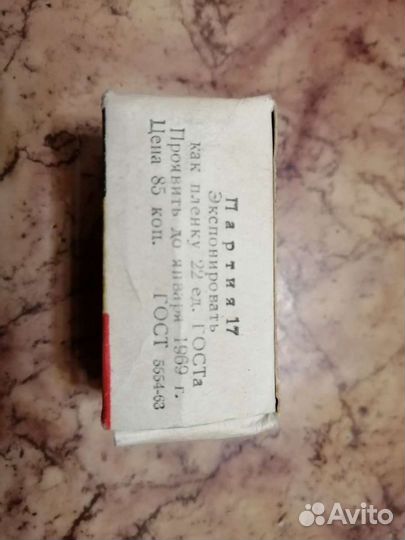 Партия 17
Экспонировать
как пленку 22 ед. ГОСТа
Проявить до января 1969 г.
Цена 85 коп. ГОСТ 5554-63
Avito